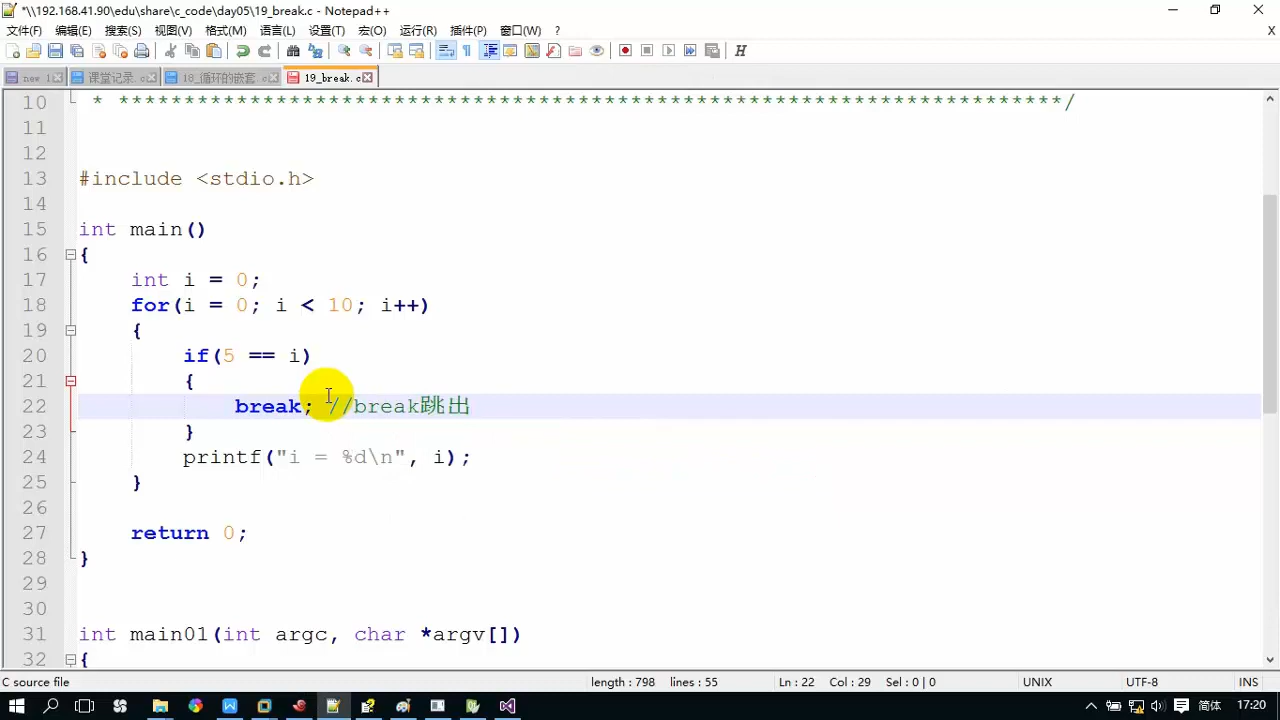 *\\192.168.41.90\edu\share\c_code\day05\19_break.c - Notepad++
文件(F) 编辑(E) 搜索(S) 视图(V) 格式(M) 语言(L) 设置(T) 宏(O) 运行(R) 插件(P) 窗口(W) ? X
new 1 课堂记录.c 18_循环的嵌套.c 19_break.c
10 * ************************************************************************/
11
12
13 #include <stdio.h>
14
15 int main()
16 {
17 int i = 0;
18 for(i = 0; i < 10; i++)
19 {
20 if(5 == i)
21 {
22 break; //break跳出
23 }
24 printf("i = %d\n", i);
25 }
26
27 return 0;
28 }
29
30
31 int main01(int argc, char *argv[])
32 {
C source file length : 798 lines : 55 Ln : 22 Col : 29 Sel : 0 | 0 UNIX UTF-8 INS
简体 17:20